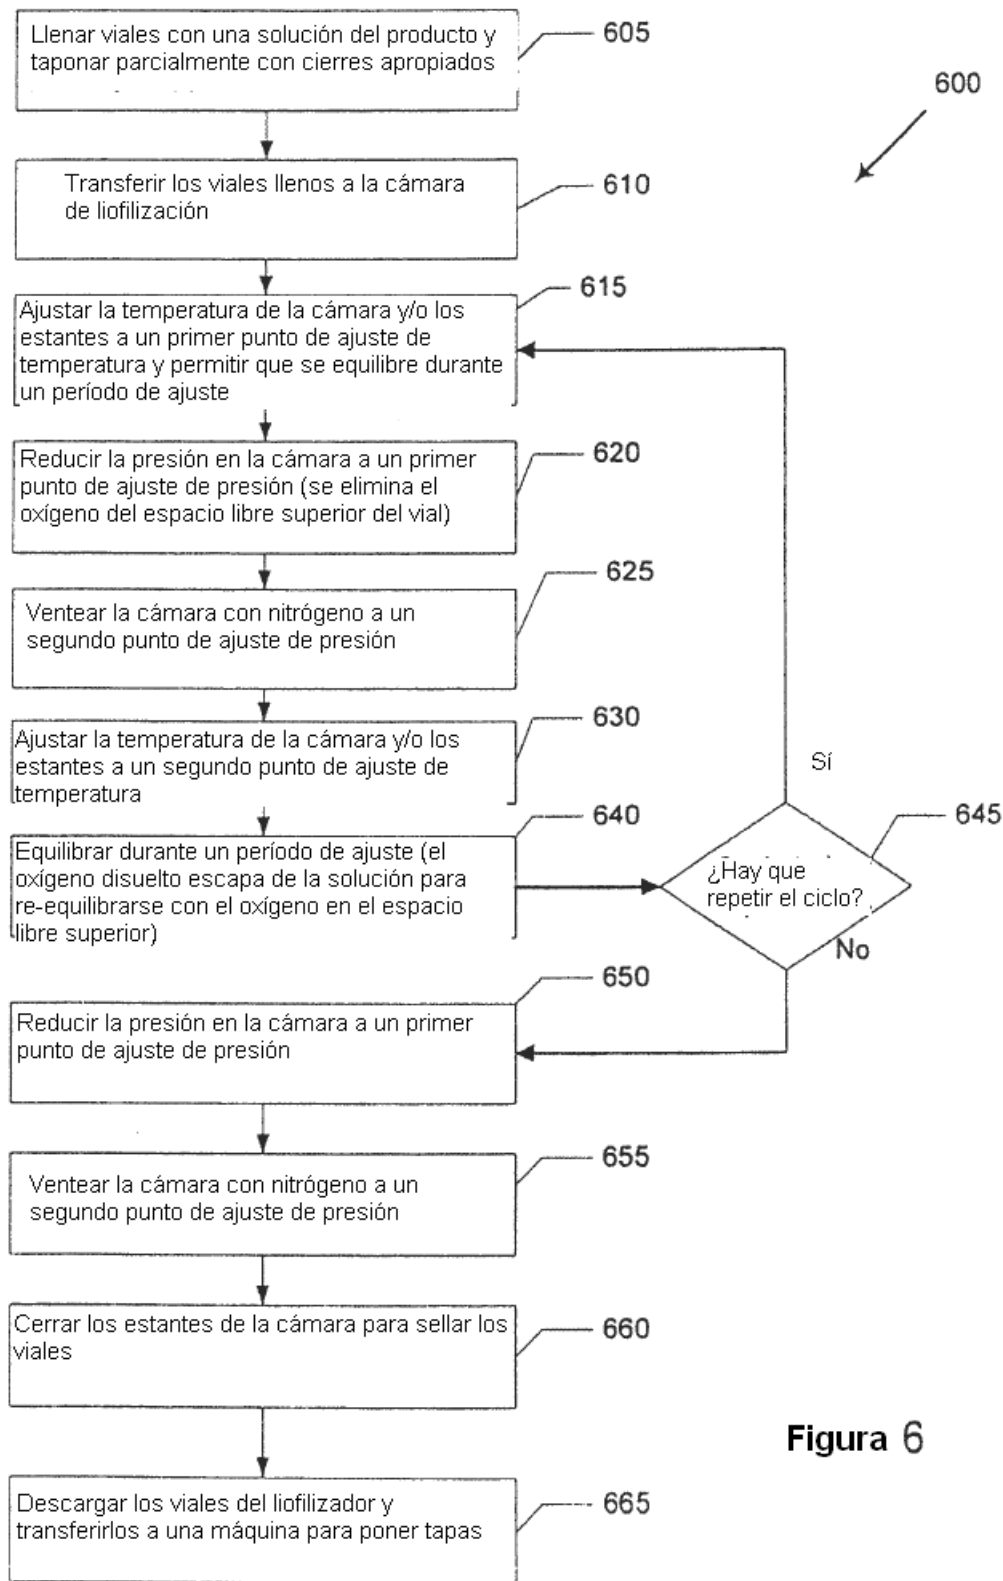 Llenar viales con una solución del producto y
taponar parcialmente con cierres apropiados
605
600
Transferir los viales llenos a la cámara
de liofilización
610
Ajustar la temperatura de la cámara y/o los
estantes a un primer punto de ajuste de
temperatura y permitir que se equilibre durante
un período de ajuste
615
Reducir la presión en la cámara a un primer
punto de ajuste de presión (se elimina el
oxígeno del espacio libre superior del vial)
620
Ventear la cámara con nitrógeno a un
segundo punto de ajuste de presión
625
Ajustar la temperatura de la cámara y/o los
estantes a un segundo punto de ajuste de
temperatura
630
Equilibrar durante un período de ajuste (el
oxígeno disuelto escapa de la solución para
re-equilibrarse con el oxígeno en el espacio
libre superior)
640
Sí
¿Hay que
repetir el ciclo?
645
No
Reducir la presión en la cámara a un primer
punto de ajuste de presión
650
Ventear la cámara con nitrógeno a un
segundo punto de ajuste de presión
655
Cerrar los estantes de la cámara para sellar los
viales
660
Descargar los viales del liofilizador y
transferirlos a una máquina para poner tapas
665
Figura 6